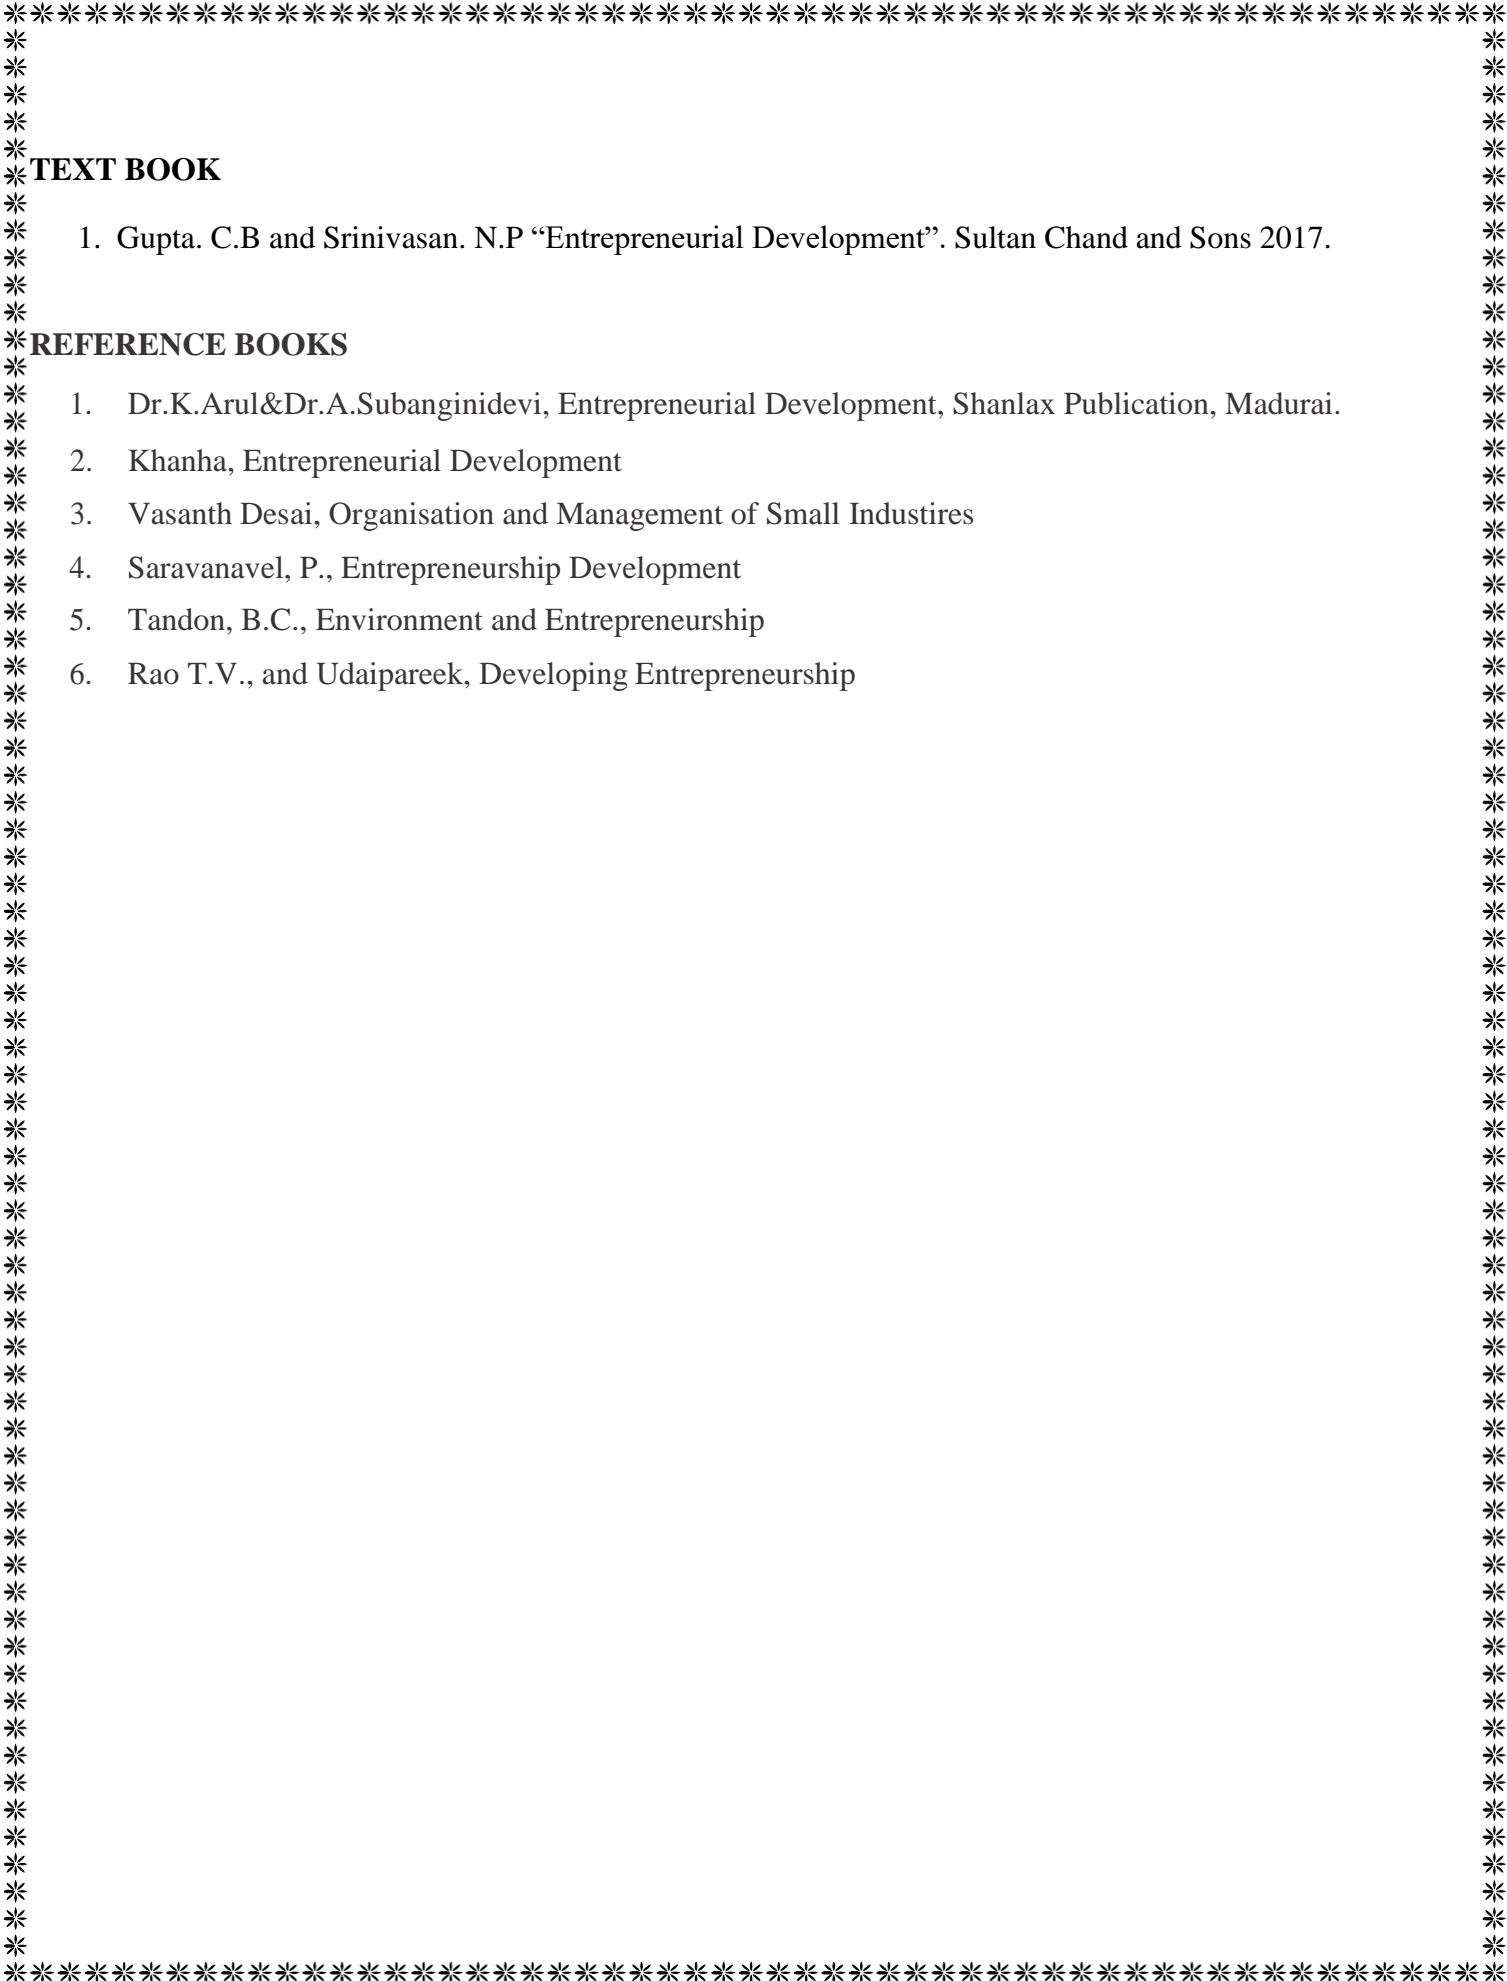 TEXT BOOK
1. Gupta. C.B and Srinivasan. N.P “Entrepreneurial Development”. Sultan Chand and Sons 2017.
REFERENCE BOOKS
1. Dr.K.Arul&Dr.A.Subanginidevi, Entrepreneurial Development, Shanlax Publication, Madurai.
2. Khanha, Entrepreneurial Development
3. Vasanth Desai, Organisation and Management of Small Industires
4. Saravanavel, P., Entrepreneurship Development
5. Tandon, B.C., Environment and Entrepreneurship
6. Rao T.V., and Udaipareek, Developing Entrepreneurship